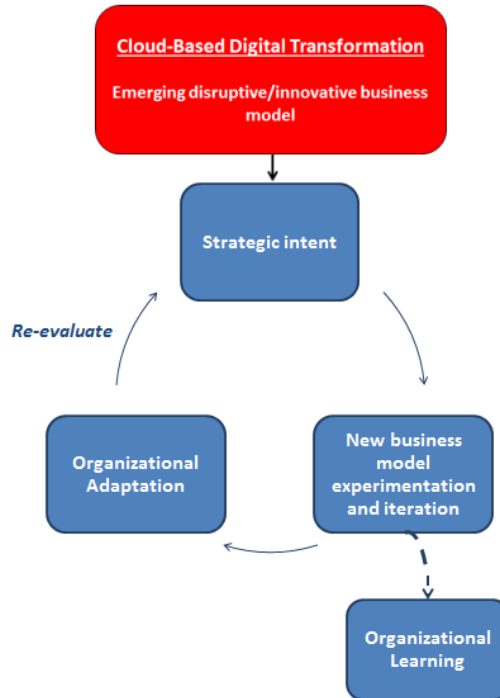 Cloud-Based Digital Transformation
Emerging disruptive/innovative business
model
Strategic intent
Re-evaluate
Organizational
Adaptation
New business
model
experimentation
and iteration
Organizational
Learning